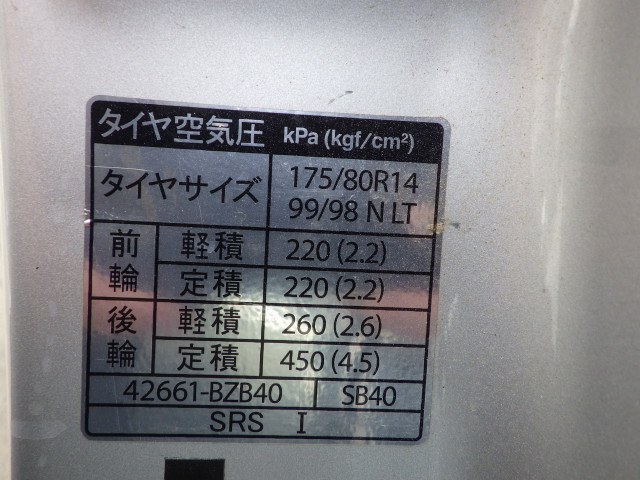 タイヤ空気圧 kPa (kgf/cm²)
タイヤサイズ 175/80R14
99/98 N LT
前輪 軽積 220 (2.2)
定積 220 (2.2)
後輪 軽積 260 (2.6)
定積 450 (4.5)
42661-BZB40 SB40
SRS I